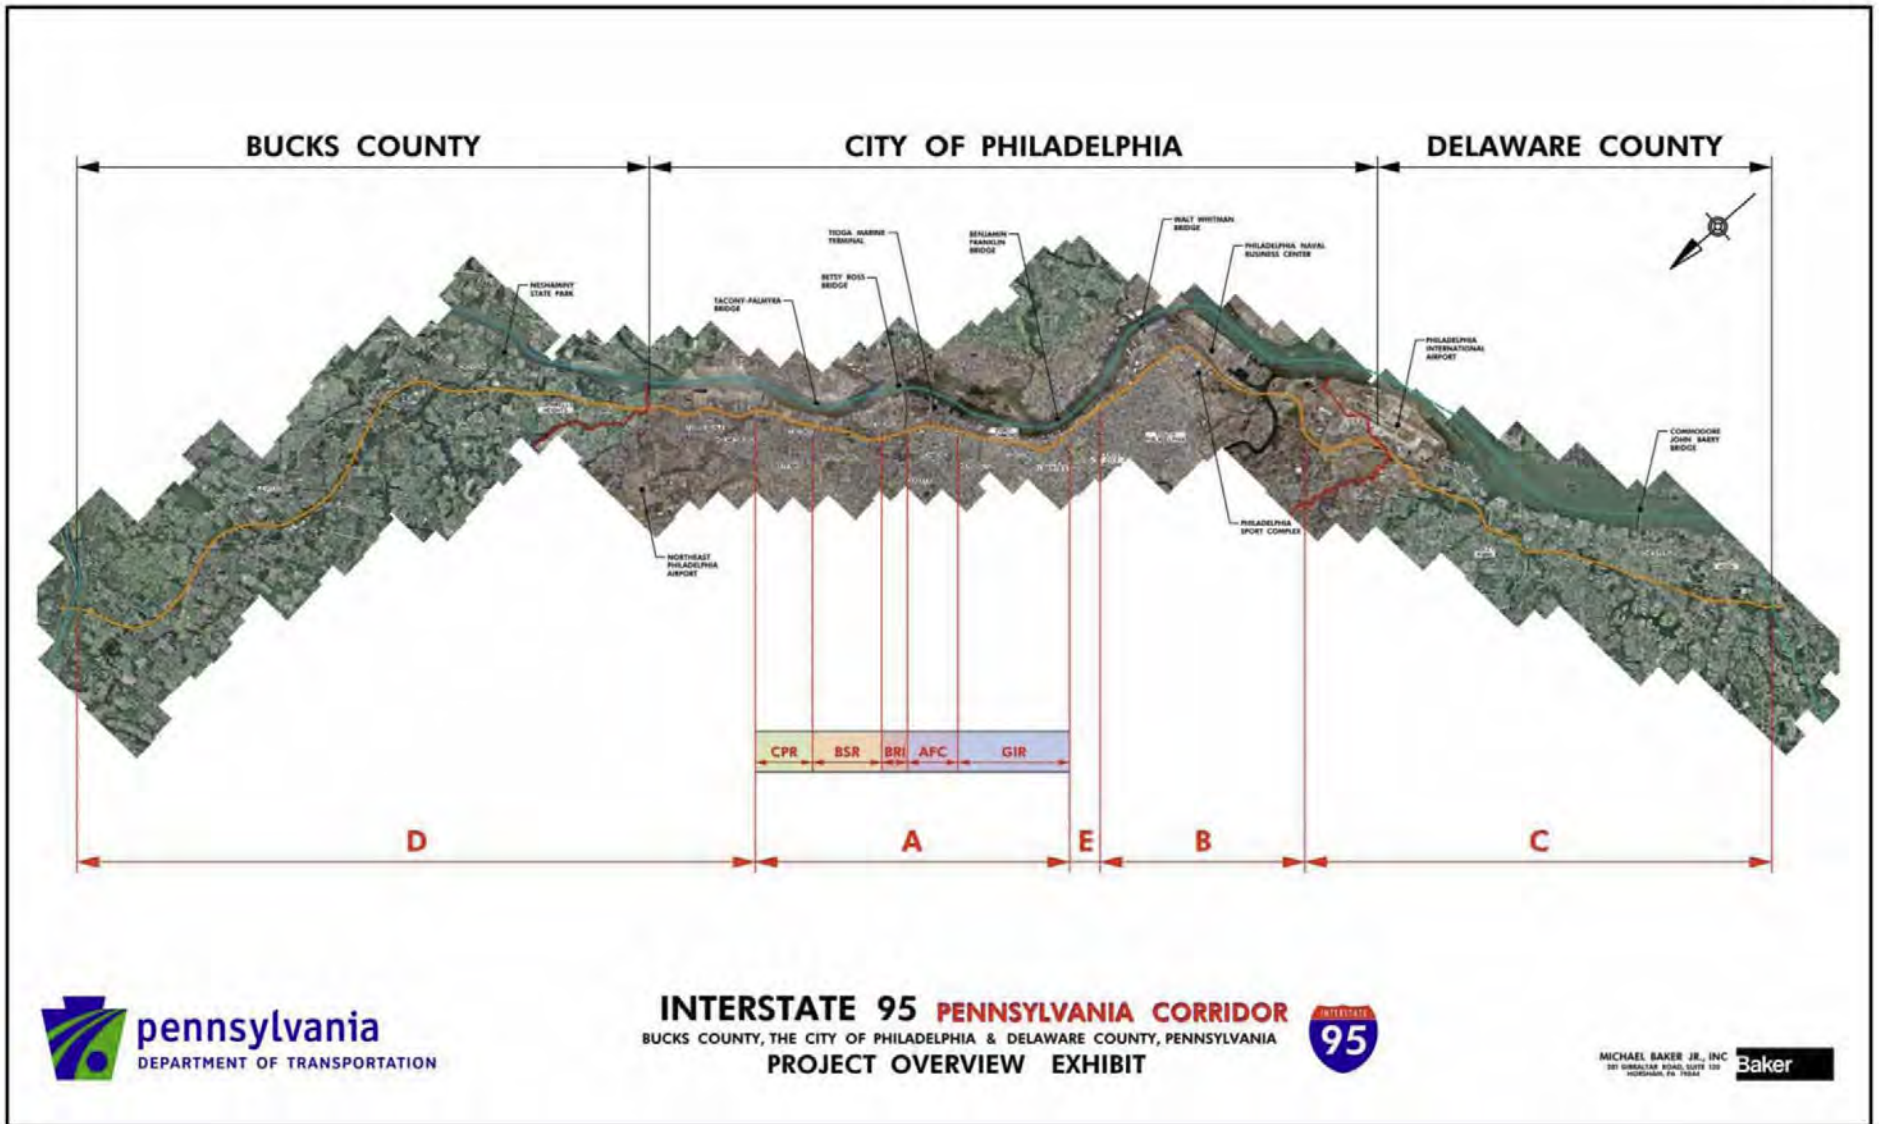 BUCKS COUNTY
CITY OF PHILADELPHIA
DELAWARE COUNTY
NESHAMINY
STATE PARK
TACONY-PALMYRA
BRIDGE
TIOGA MARINE
TERMINAL
BETSY ROSS
BRIDGE
BENJAMIN
FRANKLIN
BRIDGE
WALT WHITMAN
BRIDGE
PHILADELPHIA NAVAL
BUSINESS CENTER
PHILADELPHIA
INTERNATIONAL
AIRPORT
COMMODORE
JOHN BARRY
BRIDGE
PHILADELPHIA
SPORT COMPLEX
NORTHEAST
PHILADELPHIA
AIRPORT
CPR
BSR
BRI
AFC
GIR
D
A
E
B
C
pennsylvania
DEPARTMENT OF TRANSPORTATION
INTERSTATE 95 PENNSYLVANIA CORRIDOR
BUCKS COUNTY, THE CITY OF PHILADELPHIA & DELAWARE COUNTY, PENNSYLVANIA
PROJECT OVERVIEW EXHIBIT
INTERSTATE
95
MICHAEL BAKER JR., INC
HORSHAM, PA
Baker